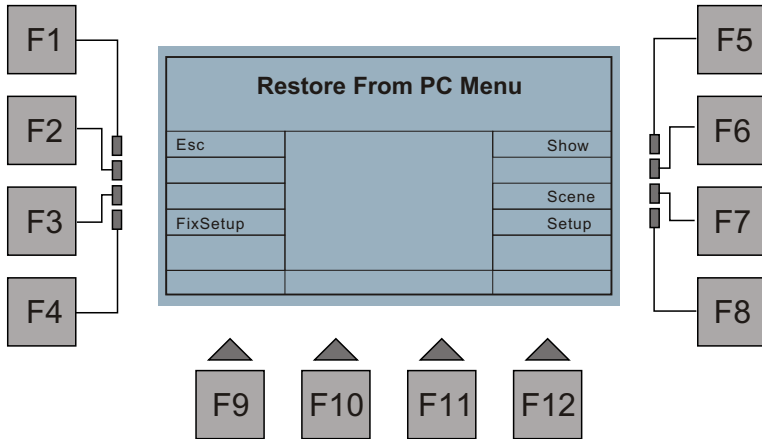 F1
F5
Restore From PC Menu
F2
F6
Esc
Show
Scene
F3
F7
FixSetup
Setup
F4
F8
F9
F10
F11
F12